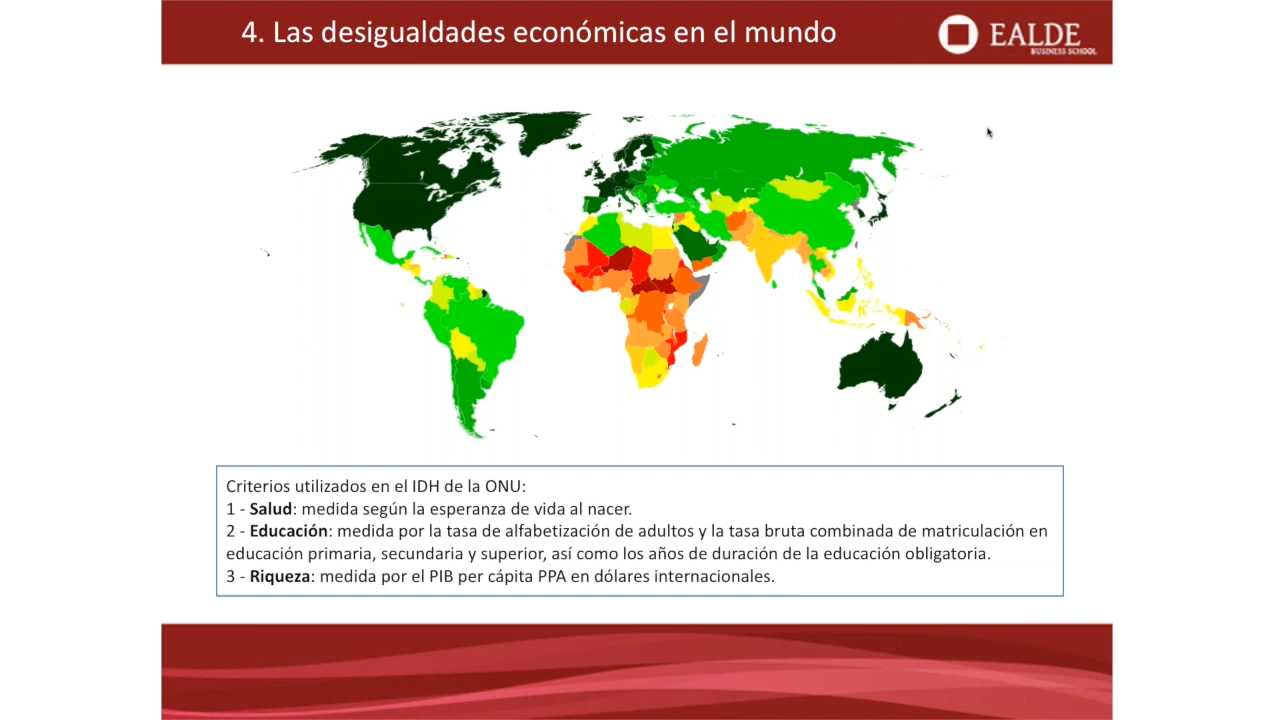 4. Las desigualdades económicas en el mundo
EALDE
BUSINESS SCHOOL
Criterios utilizados en el IDH de la ONU:
1 - Salud: medida según la esperanza de vida al nacer.
2 - Educación: medida por la tasa de alfabetización de adultos y la tasa bruta combinada de matriculación en
educación primaria, secundaria y superior, así como los años de duración de la educación obligatoria.
3 - Riqueza: medida por el PIB per cápita PPA en dólares internacionales.